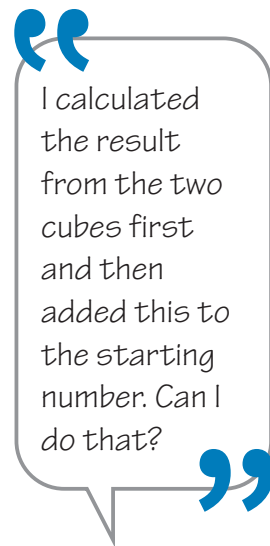 “
I calculated
the result
from the two
cubes first
and then
added this to
the starting
number. Can I
do that?
”